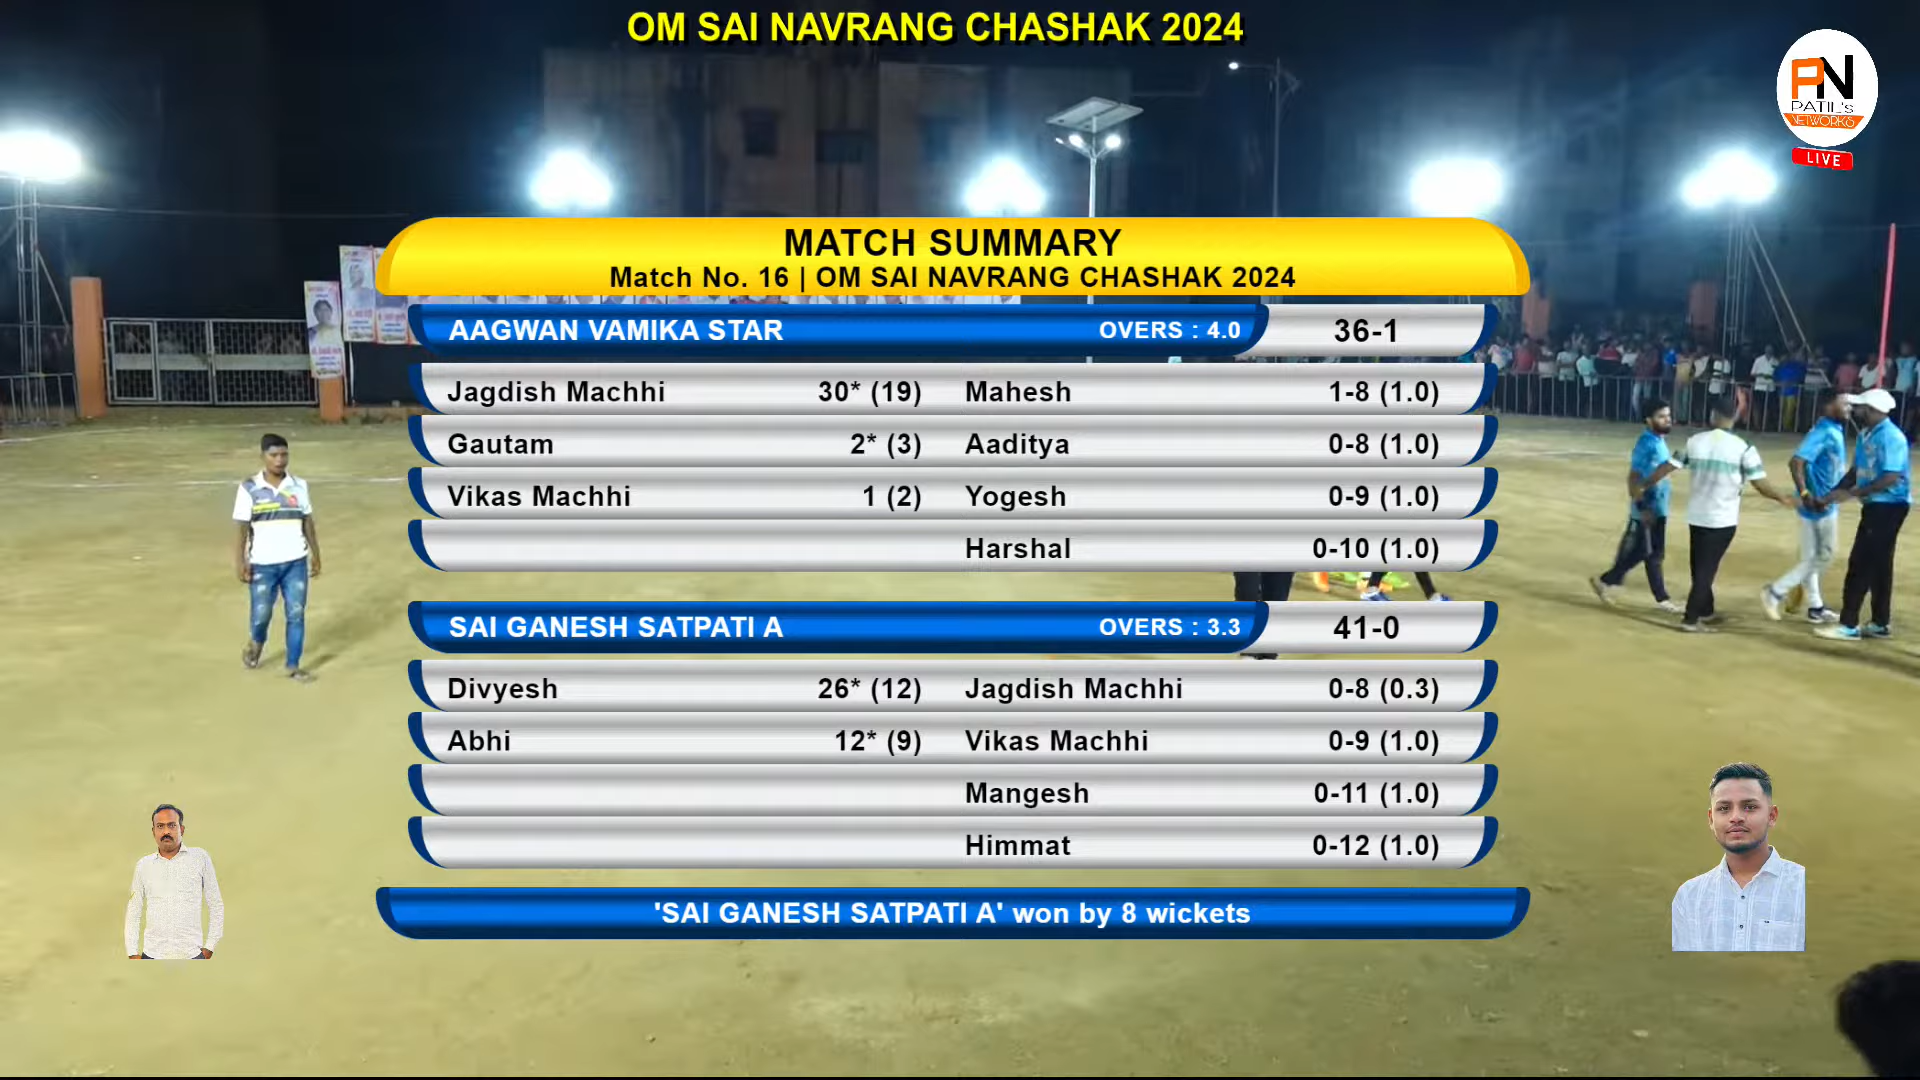 OM SAI NAVRANG CHASHAK 2024
PN
PATIL's
NETWORKS
LIVE
MATCH SUMMARY
Match No. 16 | OM SAI NAVRANG CHASHAK 2024
AAGWAN VAMIKA STAR OVERS : 4.0 36-1
Jagdish Machhi 30* (19) Mahesh 1-8 (1.0)
Gautam 2* (3) Aaditya 0-8 (1.0)
Vikas Machhi 1 (2) Yogesh 0-9 (1.0)
Harshal 0-10 (1.0)
SAI GANESH SATPATI A OVERS : 3.3 41-0
Divyesh 26* (12) Jagdish Machhi 0-8 (0.3)
Abhi 12* (9) Vikas Machhi 0-9 (1.0)
Mangesh 0-11 (1.0)
Himmat 0-12 (1.0)
'SAI GANESH SATPATI A' won by 8 wickets